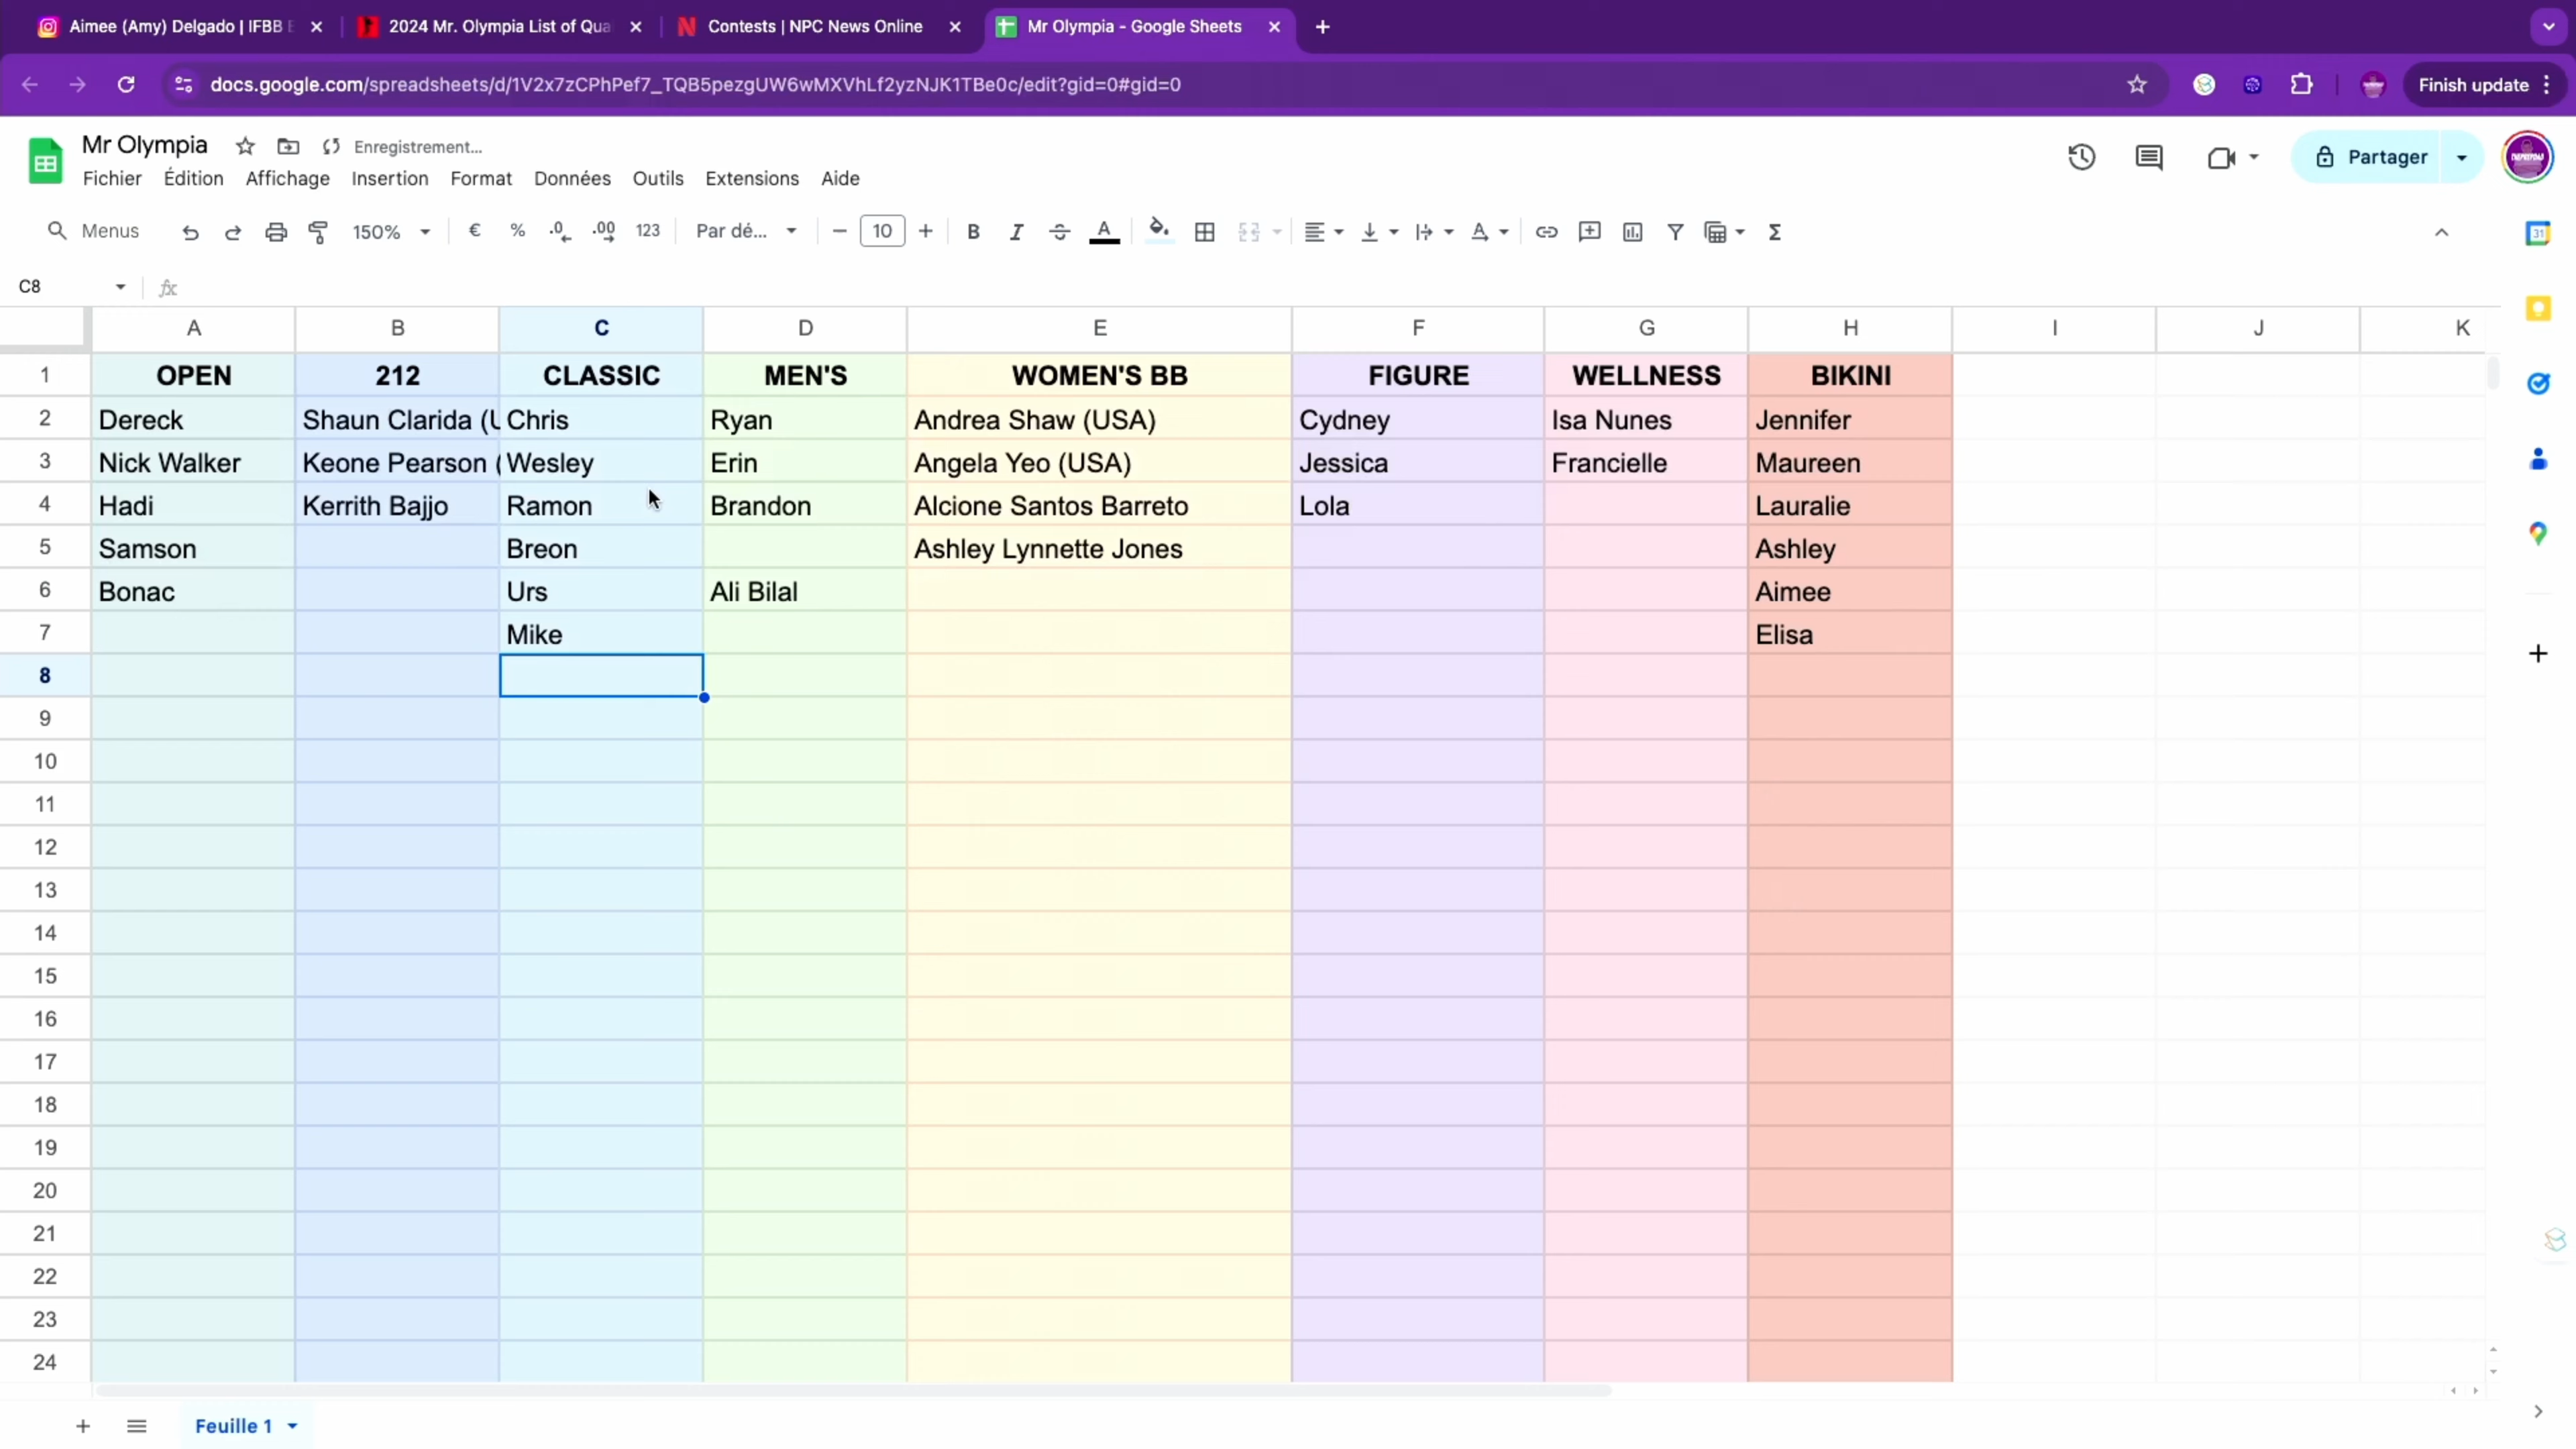 Aimee (Amy) Delgado | IFBB E
2024 Mr. Olympia List of Qua
Contests | NPC News Online
Mr Olympia - Google Sheets
docs.google.com/spreadsheets/d/1V2x7zCPhPef7_TQB5pezgUW6wMXVhLf2yzNJK1TBe0c/edit?gid=0#gid=0
Finish update
Mr Olympia
Enregistrement...
Fichier Édition Affichage Insertion Format Données Outils Extensions Aide
Partager
Menus 150% € % .0 .00 123 Par dé... 10 B I A Σ
31
C8 fx
A B C D E F G H I J K
1 OPEN 212 CLASSIC MEN'S WOMEN'S BB FIGURE WELLNESS BIKINI
2 Dereck Shaun Clarida (U Chris Ryan Andrea Shaw (USA) Cydney Isa Nunes Jennifer
3 Nick Walker Keone Pearson ( Wesley Erin Angela Yeo (USA) Jessica Francielle Maureen
4 Hadi Kerrith Bajjo Ramon Brandon Alcione Santos Barreto Lola Lauralie
5 Samson Breon Ashley Lynnette Jones Ashley
6 Bonac Urs Ali Bilal Aimee
7 Mike Elisa
8
9
10
11
12
13
14
15
16
17
18
19
20
21
22
23
24
Feuille 1